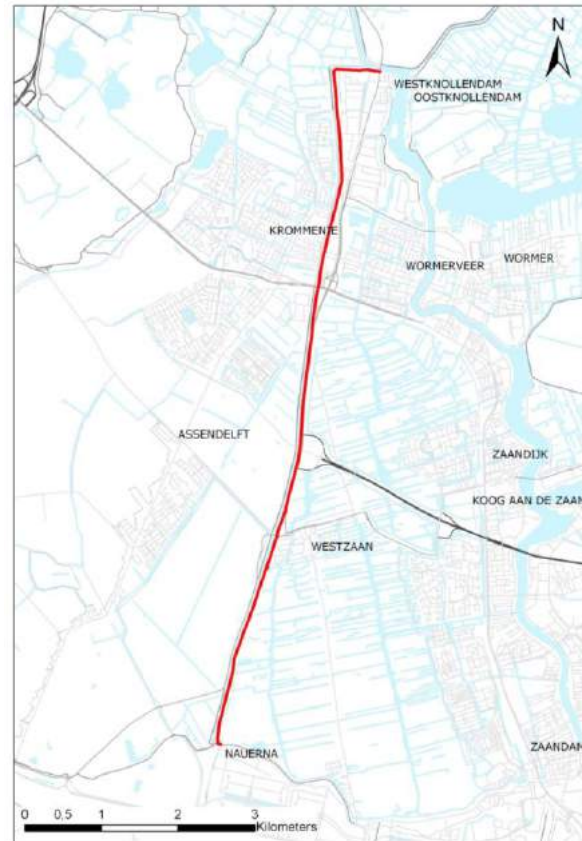 N
WESTKNOLLENDAM
OOSTKNOLLENDAM
KROMMENIE
WORMERVEER
WORMER
ASSENDELFT
ZAANDIJK
KOOG AAN DE ZAAN
WESTZAAN
NAUERNA
ZAANDAM
0 0,5 1 2 3
Kilometers